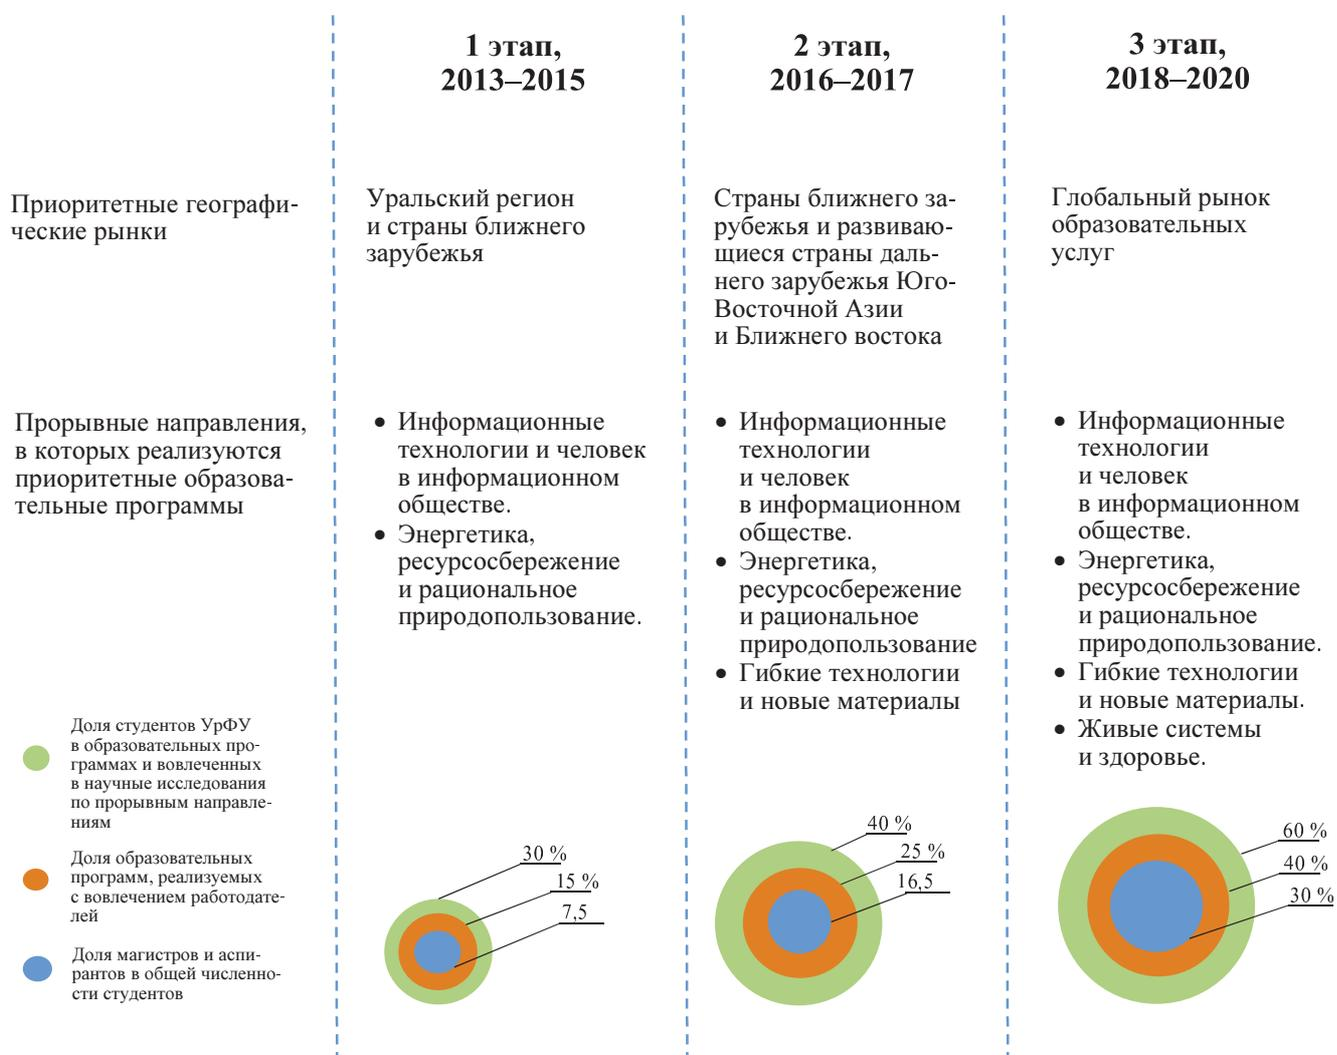 1 этап,
2013–2015
2 этап,
2016–2017
3 этап,
2018–2020
Приоритетные географи-
ческие рынки
Уральский регион
и страны ближнего
зарубежья
Страны ближнего за-
рубежья и развиваю-
щиеся страны даль-
него зарубежья Юго-
Восточной Азии
и Ближнего востока
Глобальный рынок
образовательных
услуг
Прорывные направления,
в которых реализуются
приоритетные образова-
тельные программы
• Информационные
технологии и человек
в информационном
обществе.
• Энергетика,
ресурсосбережение
и рациональное
природопользование.
• Информационные
технологии
и человек
в информационном
обществе.
• Энергетика,
ресурсосбережение
и рациональное
природопользование
• Гибкие технологии
и новые материалы
• Информационные
технологии
и человек
в информационном
обществе.
• Энергетика,
ресурсосбережение
и рациональное
природопользование.
• Гибкие технологии
и новые материалы.
• Живые системы
и здоровье.
Доля студентов УрФУ
в образовательных про-
граммах и вовлеченных
в научные исследования
по прорывным направле-
ниям
Доля образовательных
программ, реализуемых
с вовлечением работодате-
лей
Доля магистров и аспи-
рантов в общей численно-
сти студентов
30 %
15 %
7,5
40 %
25 %
16,5
60 %
40 %
30 %